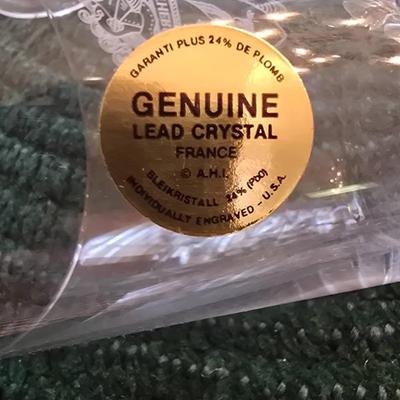 GARANTI PLUS 24% DE PLOMB
GENUINE
LEAD CRYSTAL
FRANCE
© A.H.I.
BLEIKRISTALL 24% (PbO)
INDIVIDUALLY ENGRAVED - U.S.A.